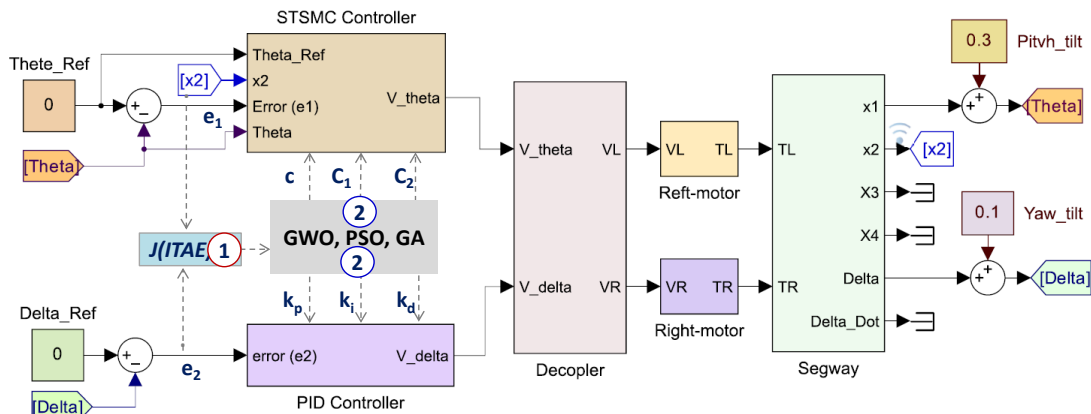 STSMC Controller
Thete_Ref
0
[Theta]
[x2]
Theta_Ref
x2
Error (e1)
Theta
V_theta
e1
+
−
c
C1
C2
2
GWO, PSO, GA
2
J(ITAE)
1
kp
ki
kd
Delta_Ref
0
[Delta]
+
−
e2
error (e2)
V_delta
PID Controller
V_theta
V_delta
VL
VR
Decopler
VL
TL
Reft-motor
VR
TR
Right-motor
TL
TR
x1
x2
X3
X4
Delta
Delta_Dot
Segway
0.3
Pitvh_tilt
+
+
[Theta]
[x2]
0.1
Yaw_tilt
+
+
[Delta]